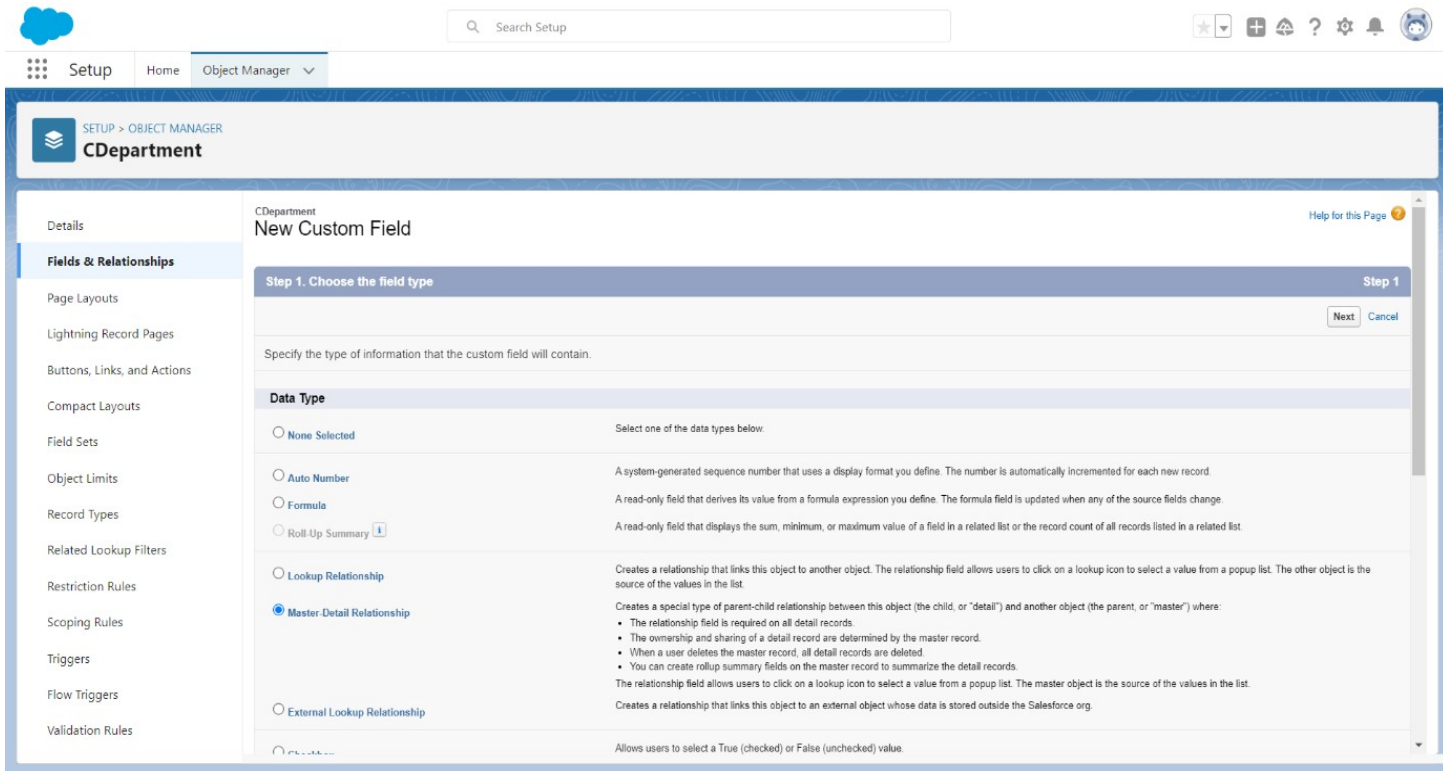 Search Setup
Setup
Home
Object Manager
SETUP > OBJECT MANAGER
CDepartment
Details
Fields & Relationships
Page Layouts
Lightning Record Pages
Buttons, Links, and Actions
Compact Layouts
Field Sets
Object Limits
Record Types
Related Lookup Filters
Restriction Rules
Scoping Rules
Triggers
Flow Triggers
Validation Rules
CDepartment
New Custom Field
Help for this Page
Step 1. Choose the field type
Step 1
Next
Cancel
Specify the type of information that the custom field will contain.
Data Type
None Selected
Select one of the data types below.
Auto Number
A system-generated sequence number that uses a display format you define. The number is automatically incremented for each new record.
Formula
A read-only field that derives its value from a formula expression you define. The formula field is updated when any of the source fields change.
Roll-Up Summary
A read-only field that displays the sum, minimum, or maximum value of a field in a related list or the record count of all records listed in a related list.
Lookup Relationship
Creates a relationship that links this object to another object. The relationship field allows users to click on a lookup icon to select a value from a popup list. The other object is the
source of the values in the list.
Master-Detail Relationship
Creates a special type of parent-child relationship between this object (the child, or "detail") and another object (the parent, or "master") where:
• The relationship field is required on all detail records.
• The ownership and sharing of a detail record are determined by the master record.
• When a user deletes the master record, all detail records are deleted.
• You can create rollup summary fields on the master record to summarize the detail records.
The relationship field allows users to click on a lookup icon to select a value from a popup list. The master object is the source of the values in the list.
External Lookup Relationship
Creates a relationship that links this object to an external object whose data is stored outside the Salesforce org.
Checkbox
Allows users to select a True (checked) or False (unchecked) value.